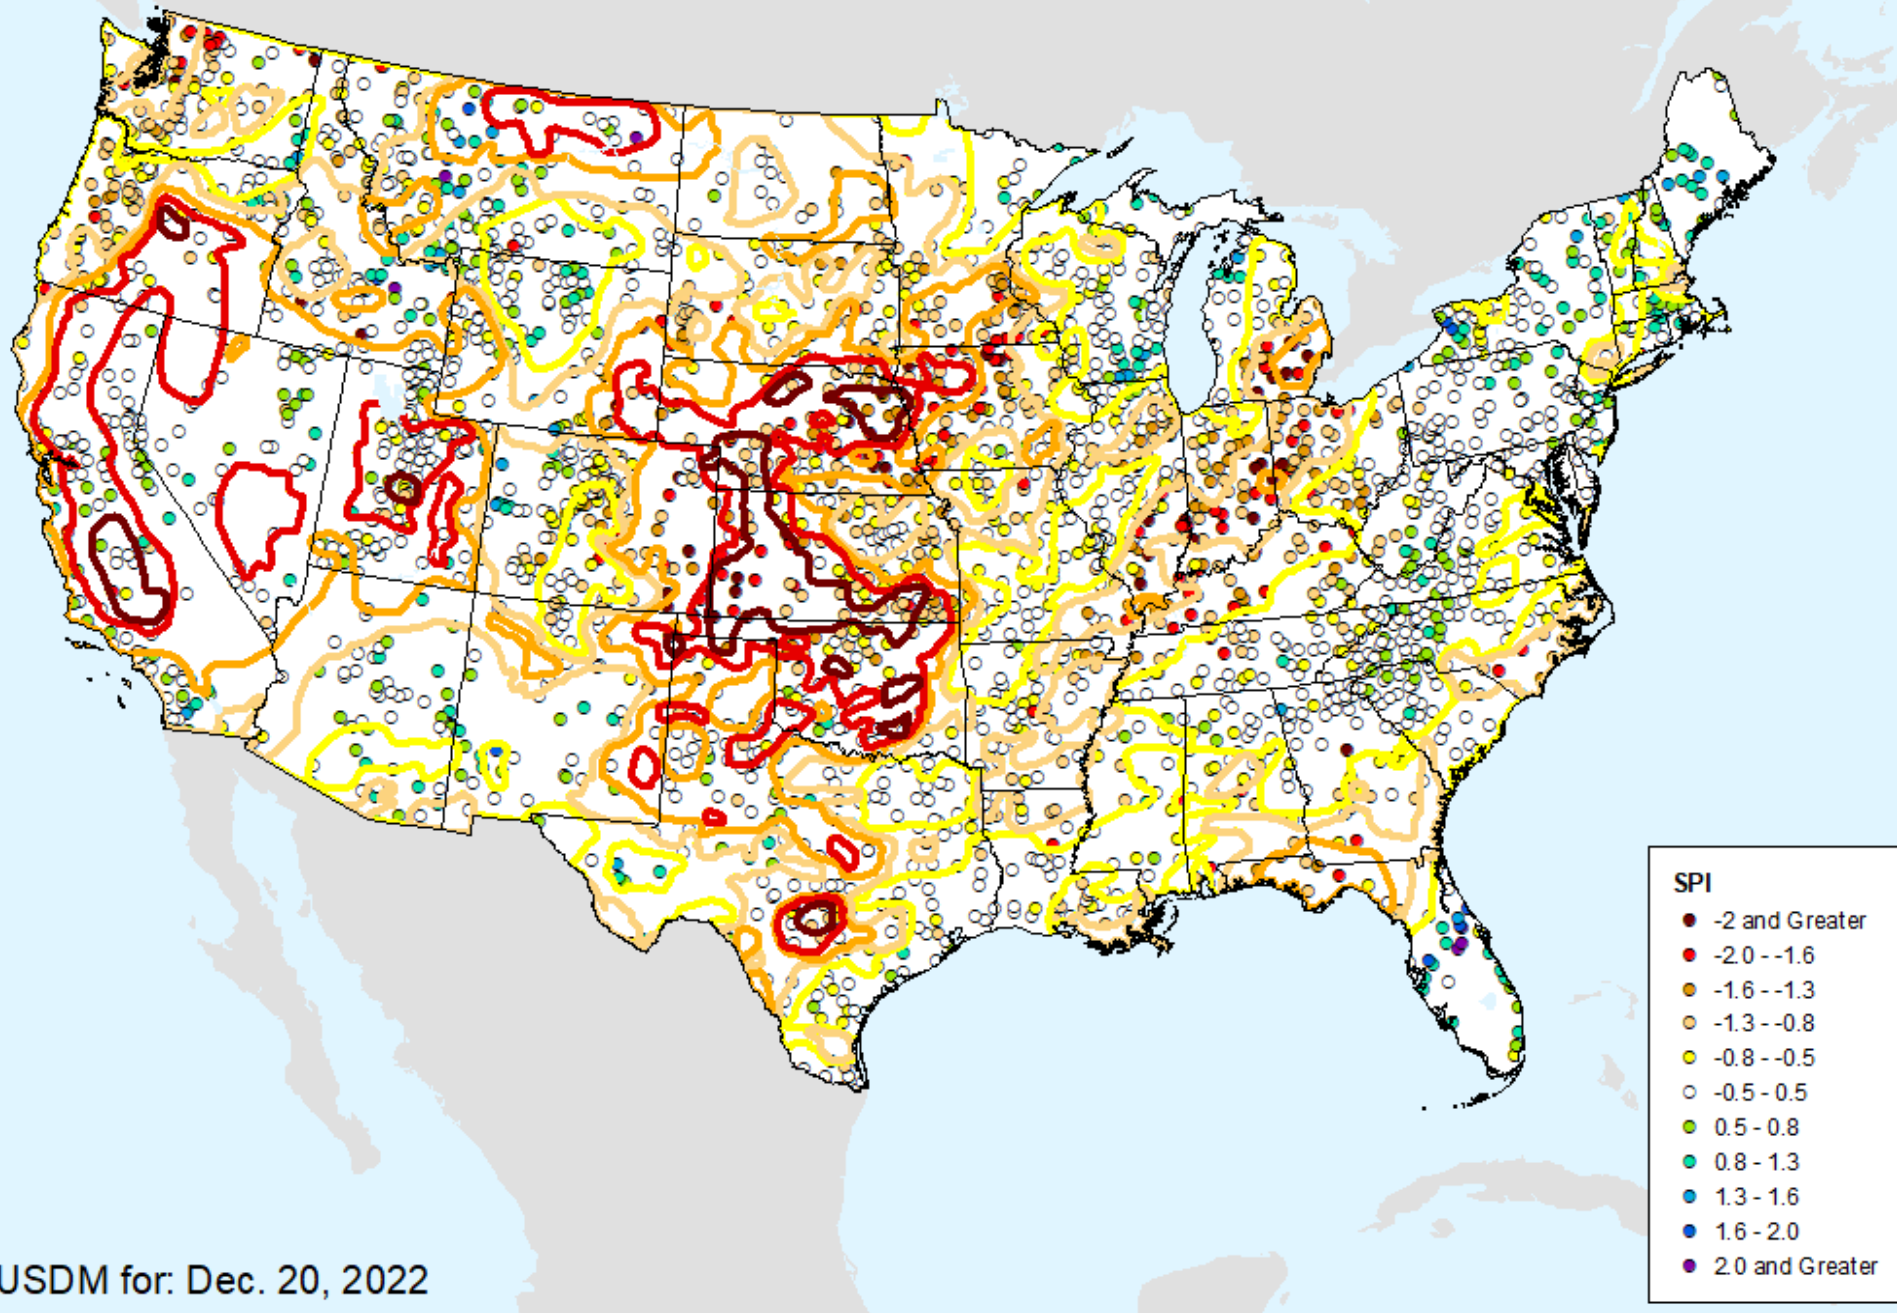 SPI
-2 and Greater
-2.0 - -1.6
-1.6 - -1.3
-1.3 - -0.8
-0.8 - -0.5
-0.5 - 0.5
0.5 - 0.8
0.8 - 1.3
1.3 - 1.6
1.6 - 2.0
2.0 and Greater
USDM for: Dec. 20, 2022